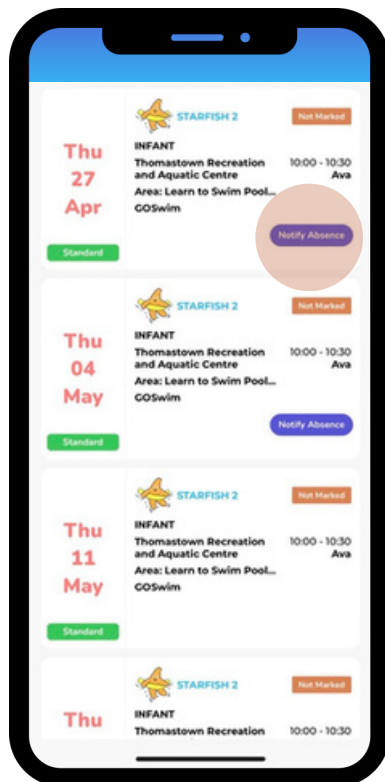 STARFISH 2
Not Marked
Thu
27
Apr
INFANT
Thomastown Recreation
and Aquatic Centre
10:00 - 10:30
Ava
Area: Learn to Swim Pool...
GOSwim
Notify Absence
Standard
STARFISH 2
Not Marked
Thu
04
May
INFANT
Thomastown Recreation
and Aquatic Centre
10:00 - 10:30
Ava
Area: Learn to Swim Pool...
GOSwim
Notify Absence
Standard
STARFISH 2
Not Marked
Thu
11
May
INFANT
Thomastown Recreation
and Aquatic Centre
10:00 - 10:30
Ava
Area: Learn to Swim Pool...
GOSwim
Standard
STARFISH 2
Not Marked
Thu
INFANT
Thomastown Recreation
10:00 - 10:30